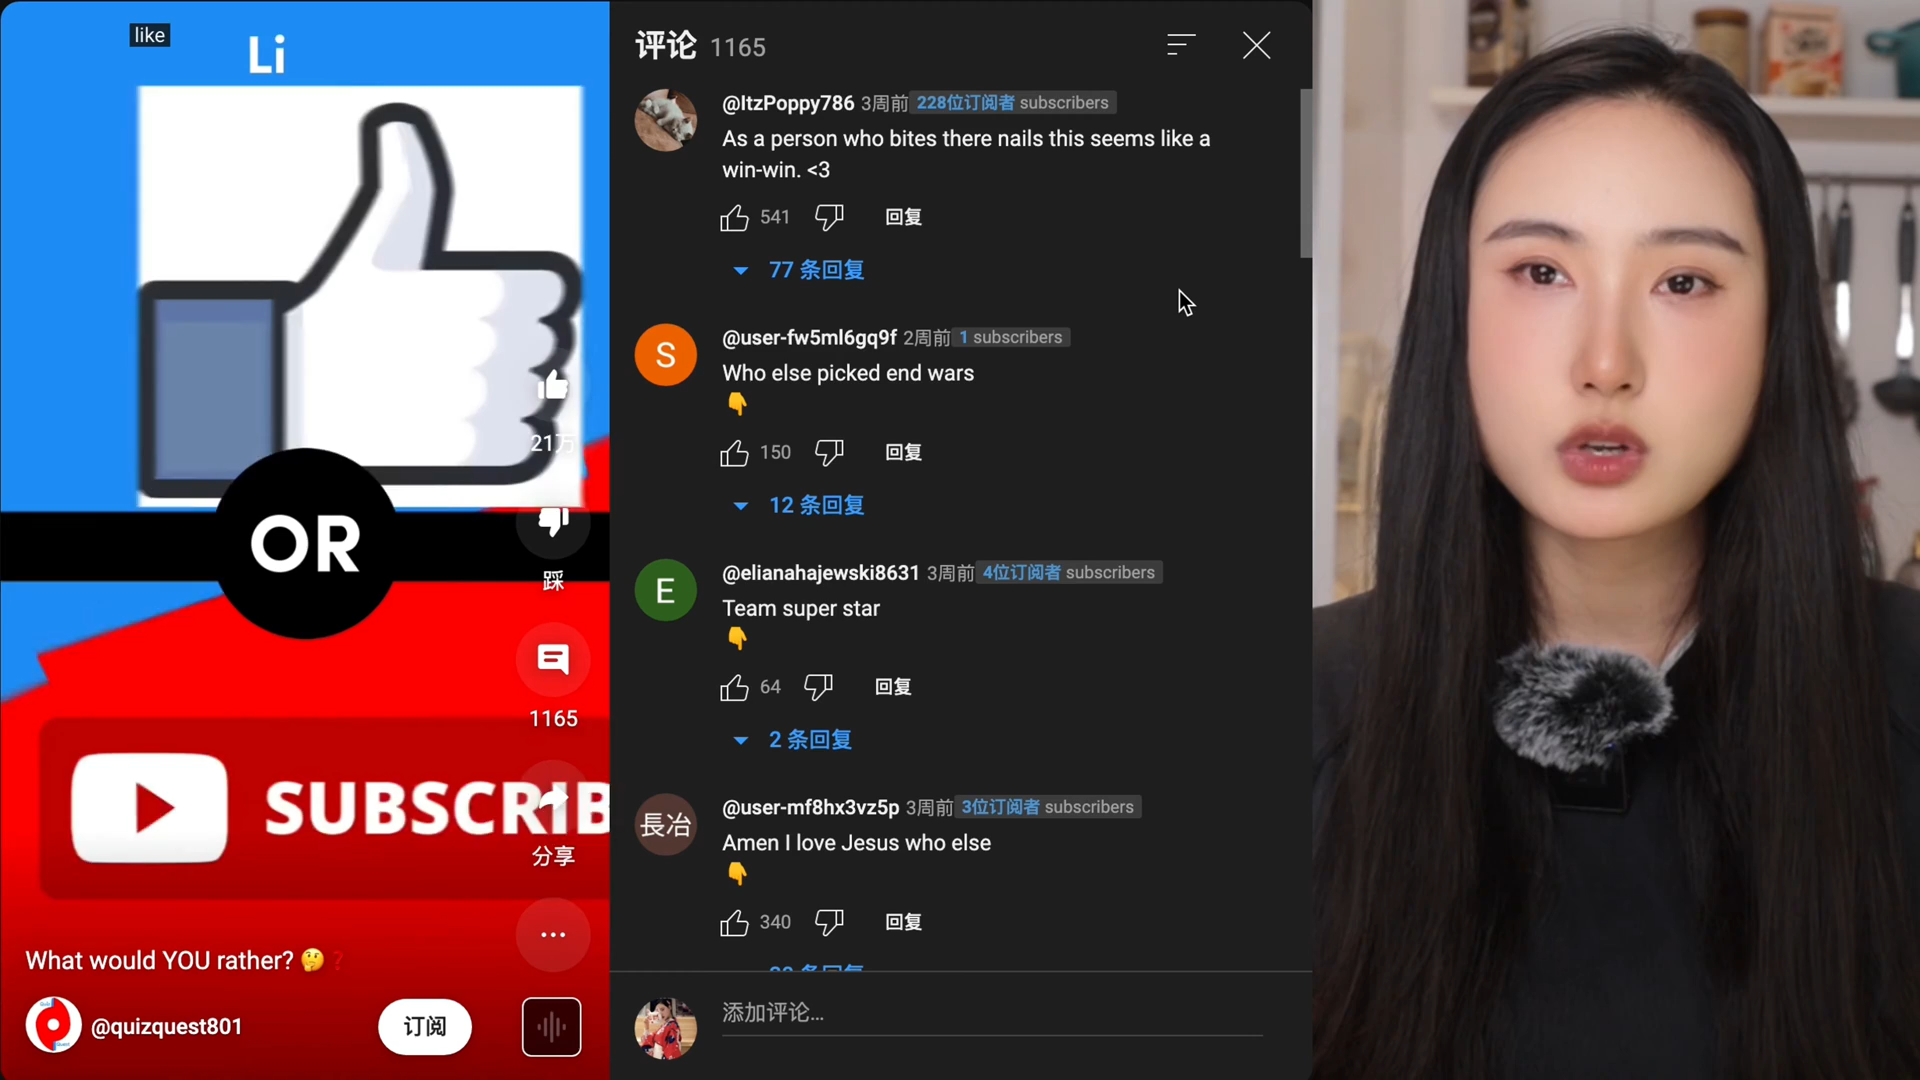 like
Li
OR
SUBSCRIB
21万
踩
1165
分享
What would YOU rather? 🤔❓
@quizquest801
订阅
评论 1165
@ItzPoppy786 3周前 228位订阅者 subscribers
As a person who bites there nails this seems like a
win-win. <3
541 回复
77 条回复
S
@user-fw5ml6gq9f 2周前 1 subscribers
Who else picked end wars
👇
150 回复
12 条回复
E
@elianahajewski8631 3周前 4位订阅者 subscribers
Team super star
👇
64 回复
2 条回复
長冶
@user-mf8hx3vz5p 3周前 3位订阅者 subscribers
Amen I love Jesus who else
👇
340 回复
条回复
添加评论...